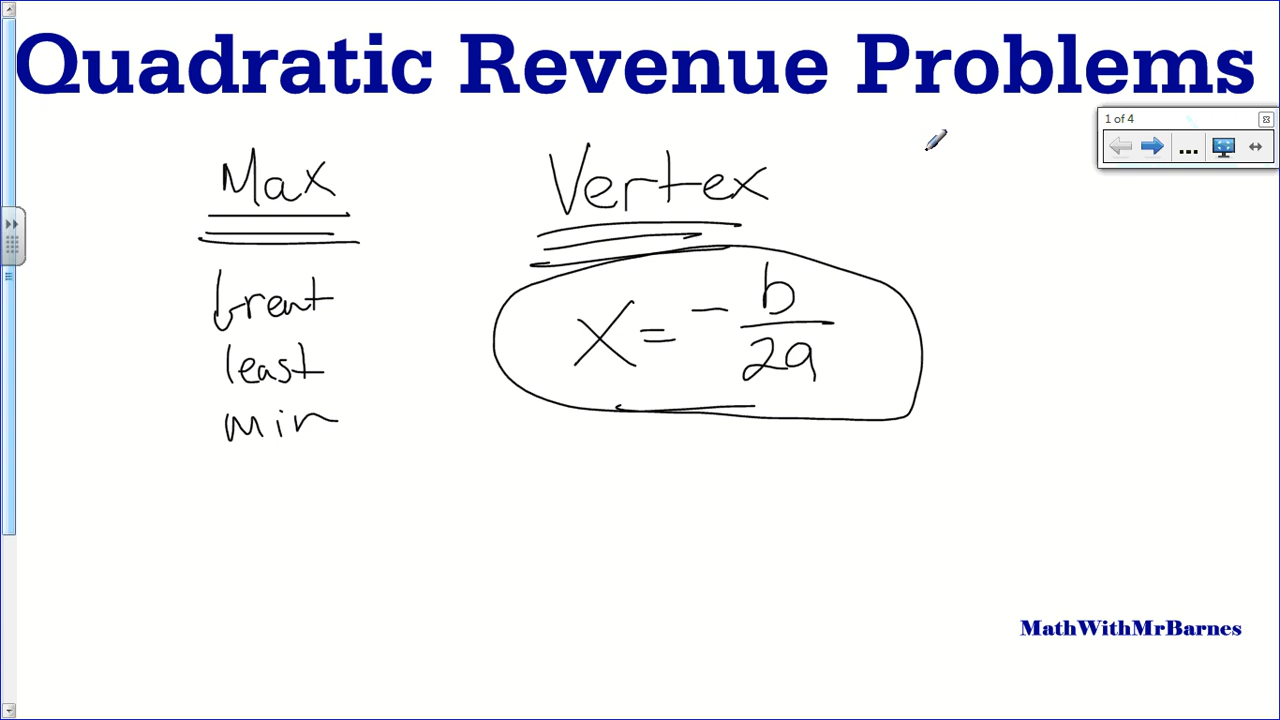 Quadratic Revenue Problems
1 of 4
...
Max
Vertex
Great
least
min
x = - b
2a
MathWithMrBarnes